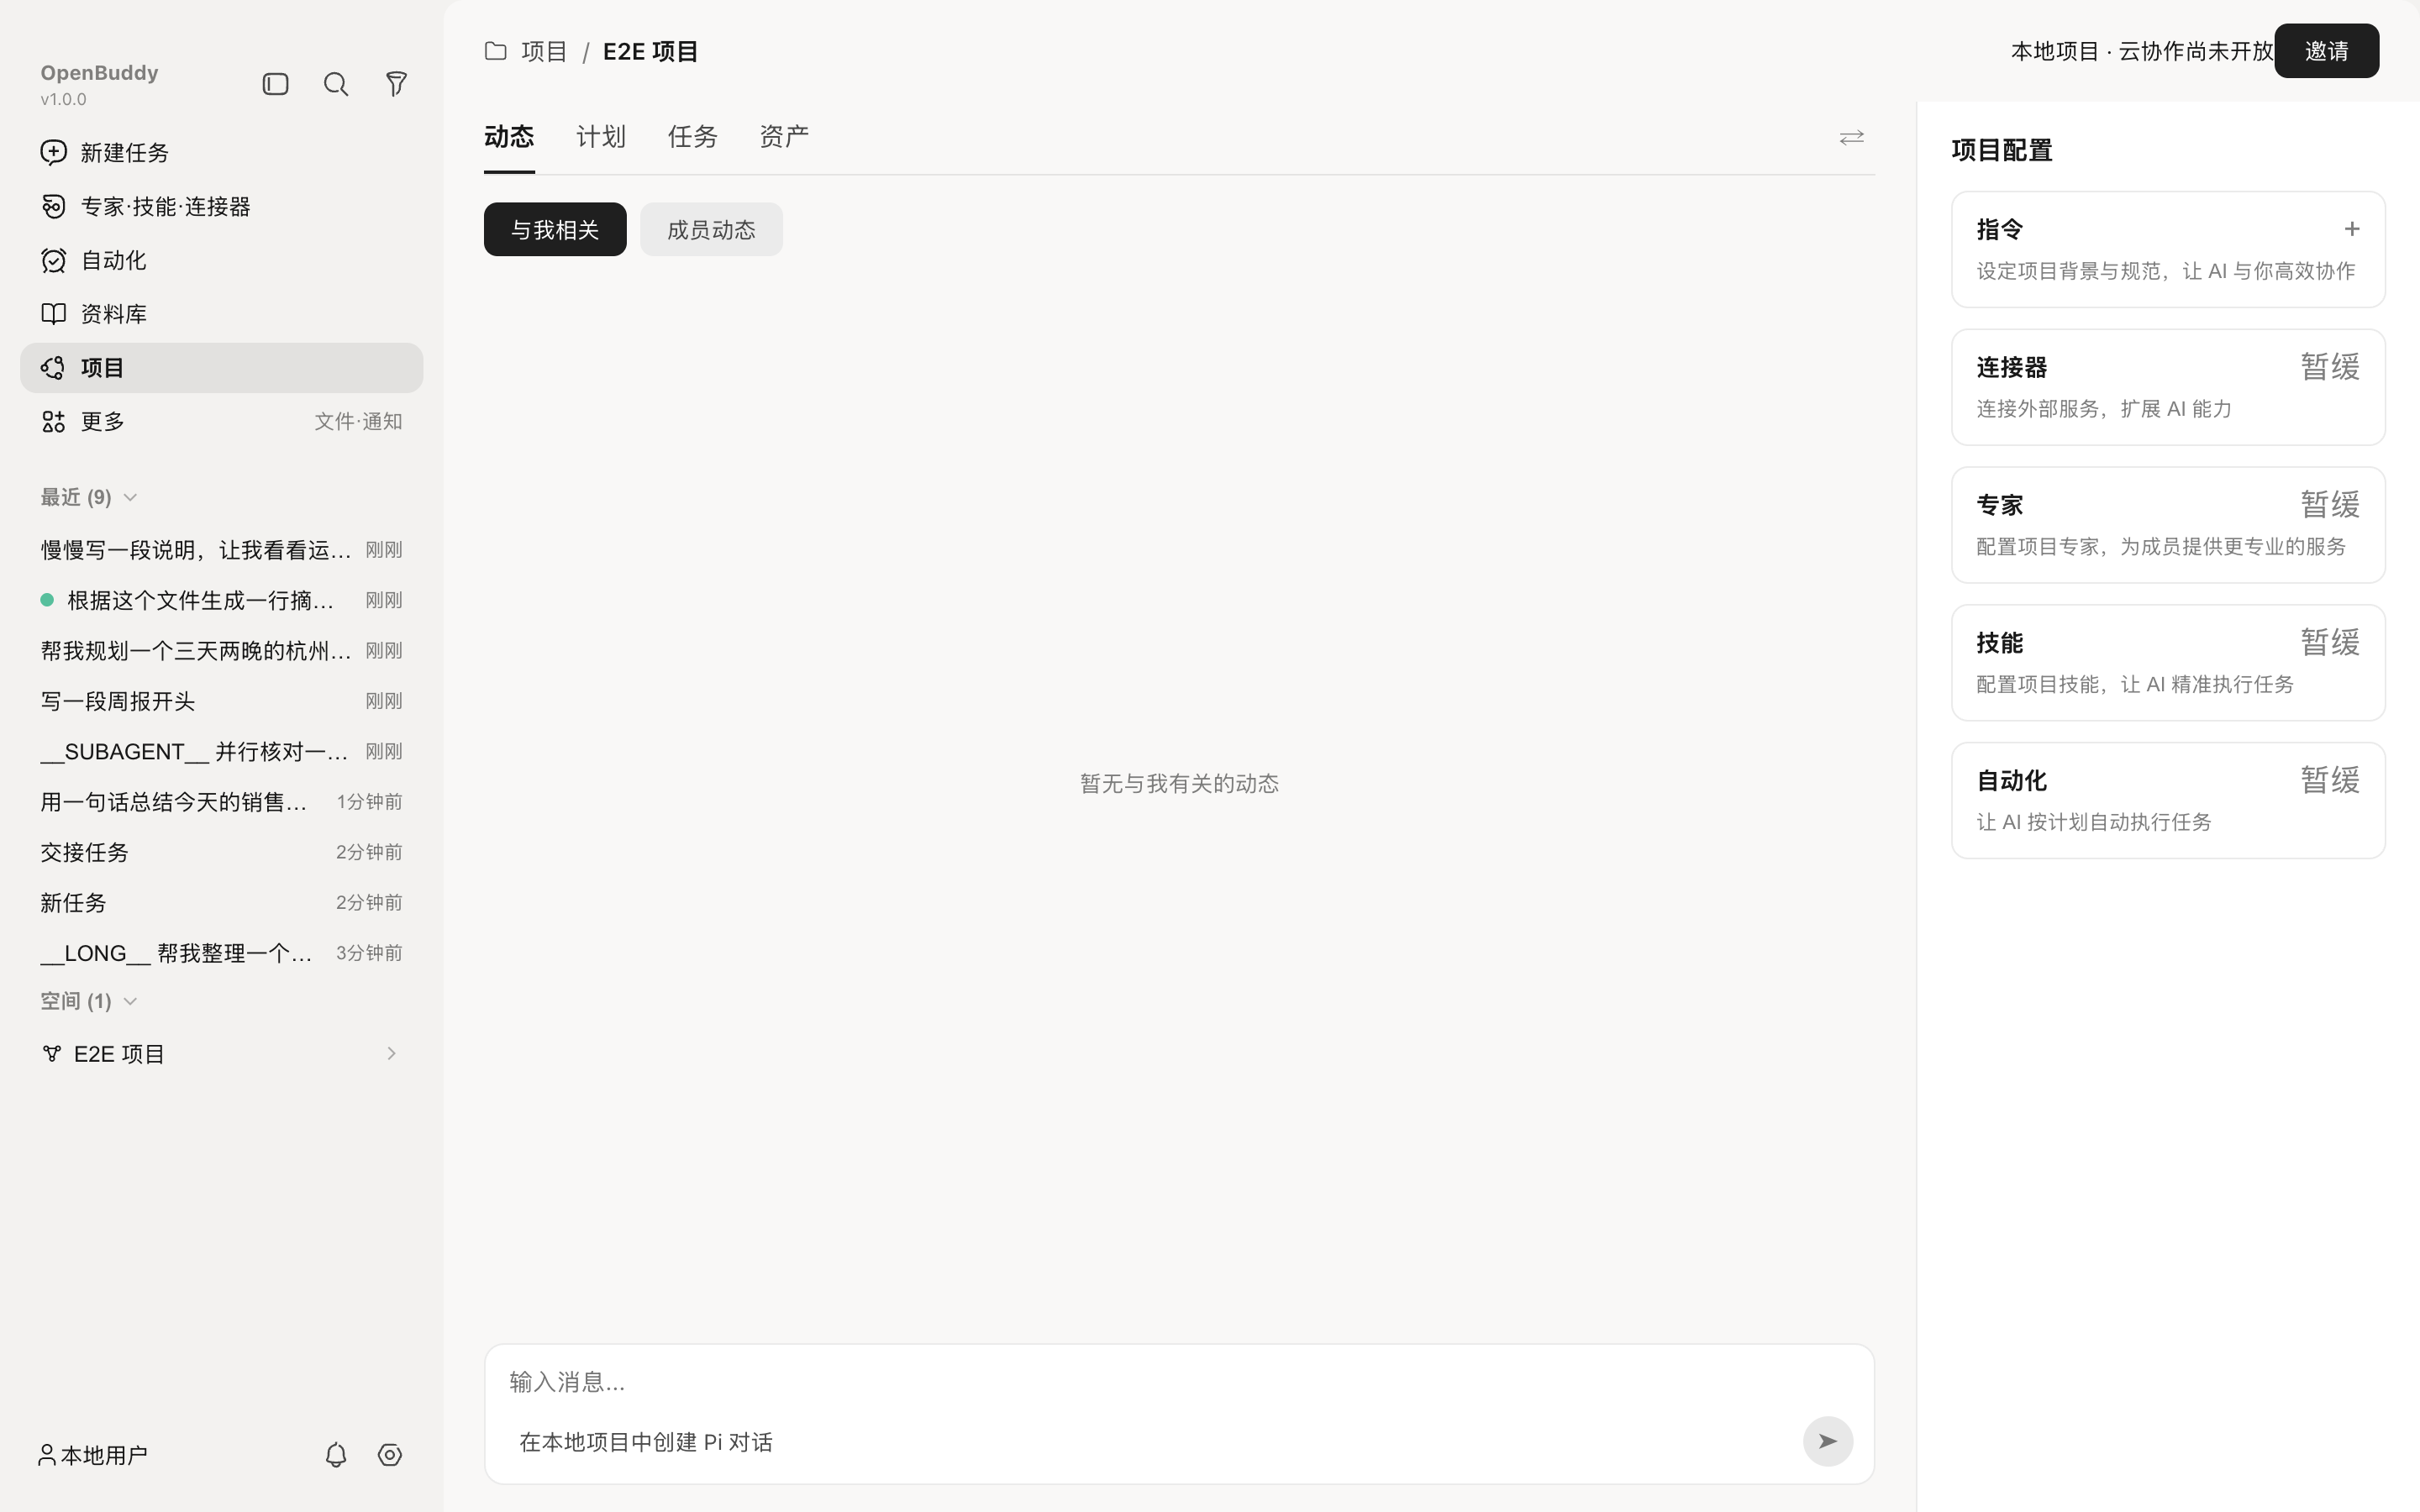 OpenBuddy
v1.0.0
新建任务
专家·技能·连接器
自动化
资料库
项目
更多 文件·通知
最近 (9)
慢慢写一段说明，让我看看运… 刚刚
根据这个文件生成一行摘… 刚刚
帮我规划一个三天两晚的杭州… 刚刚
写一段周报开头 刚刚
__SUBAGENT__ 并行核对一… 刚刚
用一句话总结今天的销售… 1分钟前
交接任务 2分钟前
新任务 2分钟前
__LONG__ 帮我整理一个… 3分钟前
空间 (1)
E2E 项目
本地用户
项目 / E2E 项目
本地项目 · 云协作尚未开放 邀请
动态 计划 任务 资产
与我相关 成员动态
暂无与我有关的动态
输入消息...
在本地项目中创建 Pi 对话
项目配置
指令 +
设定项目背景与规范，让 AI 与你高效协作
连接器 暂缓
连接外部服务，扩展 AI 能力
专家 暂缓
配置项目专家，为成员提供更专业的服务
技能 暂缓
配置项目技能，让 AI 精准执行任务
自动化 暂缓
让 AI 按计划自动执行任务